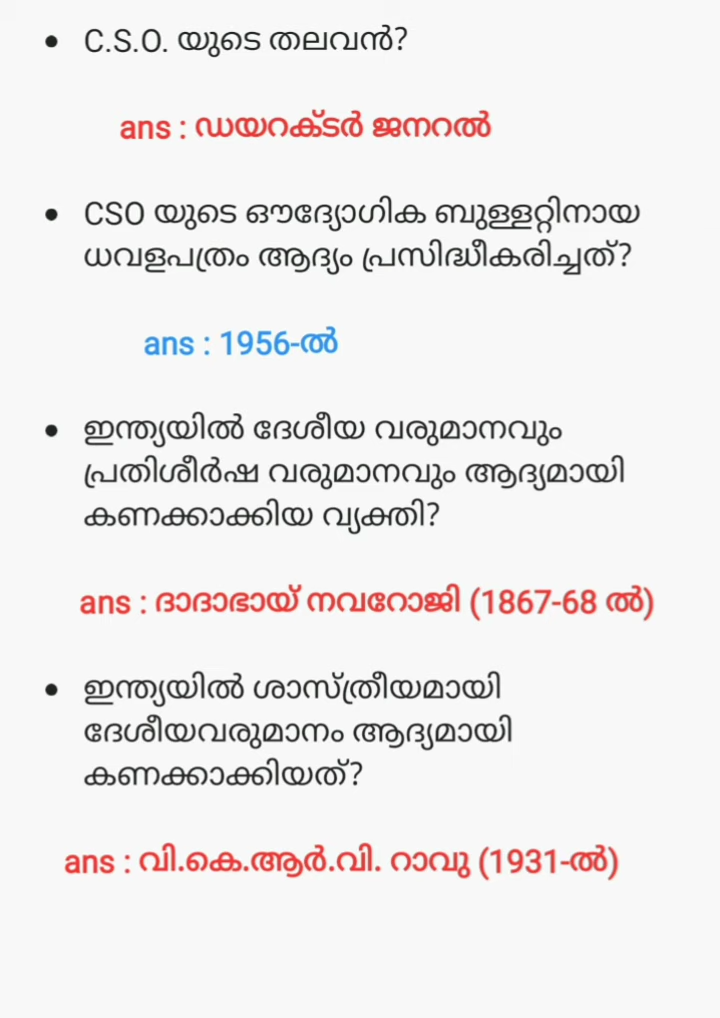 • C.S.O. യുടെ തലവൻ?
ans : ഡയറക്ടർ ജനറൽ
• CSO യുടെ ഔദ്യോഗിക ബുള്ളറ്റിനായ
ധവളപത്രം ആദ്യം പ്രസിദ്ധീകരിച്ചത്?
ans : 1956-ൽ
• ഇന്ത്യയിൽ ദേശീയ വരുമാനവും
പ്രതിശീർഷ വരുമാനവും ആദ്യമായി
കണക്കാക്കിയ വ്യക്തി?
ans : ദാദാഭായ് നവറോജി (1867-68 ൽ)
• ഇന്ത്യയിൽ ശാസ്ത്രീയമായി
ദേശീയവരുമാനം ആദ്യമായി
കണക്കാക്കിയത്?
ans : വി.കെ.ആർ.വി. റാവു (1931-ൽ)